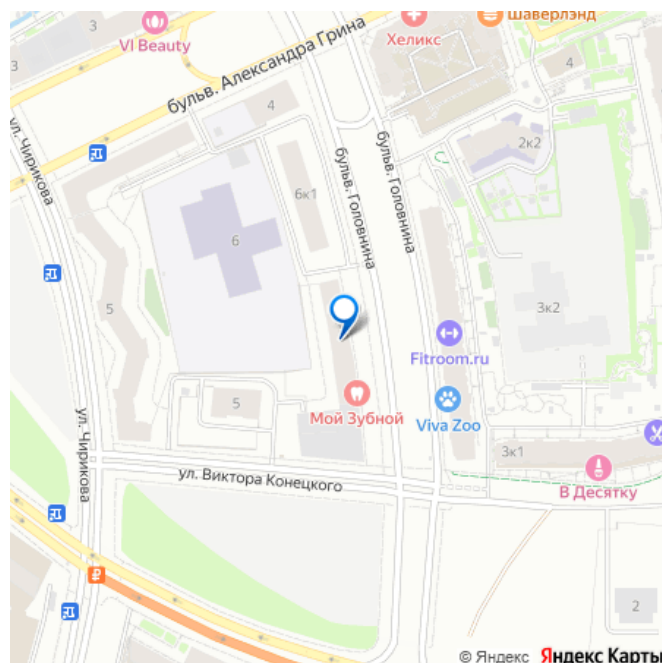 Шаверлэнд
3
VI Beauty
3
Хеликс
4
бульв. Александра Грина
4
2к2
ул. Чирикова
бульв. Головнина
бульв. Головнина
6к1
6
5
3к2
Fitroom.ru
5
Мой Зубной
Viva Zoo
ул. Чирикова
3к1
ул. Виктора Конецкого
В Десятку
₽
2
© Яндекс Яндекс Карты